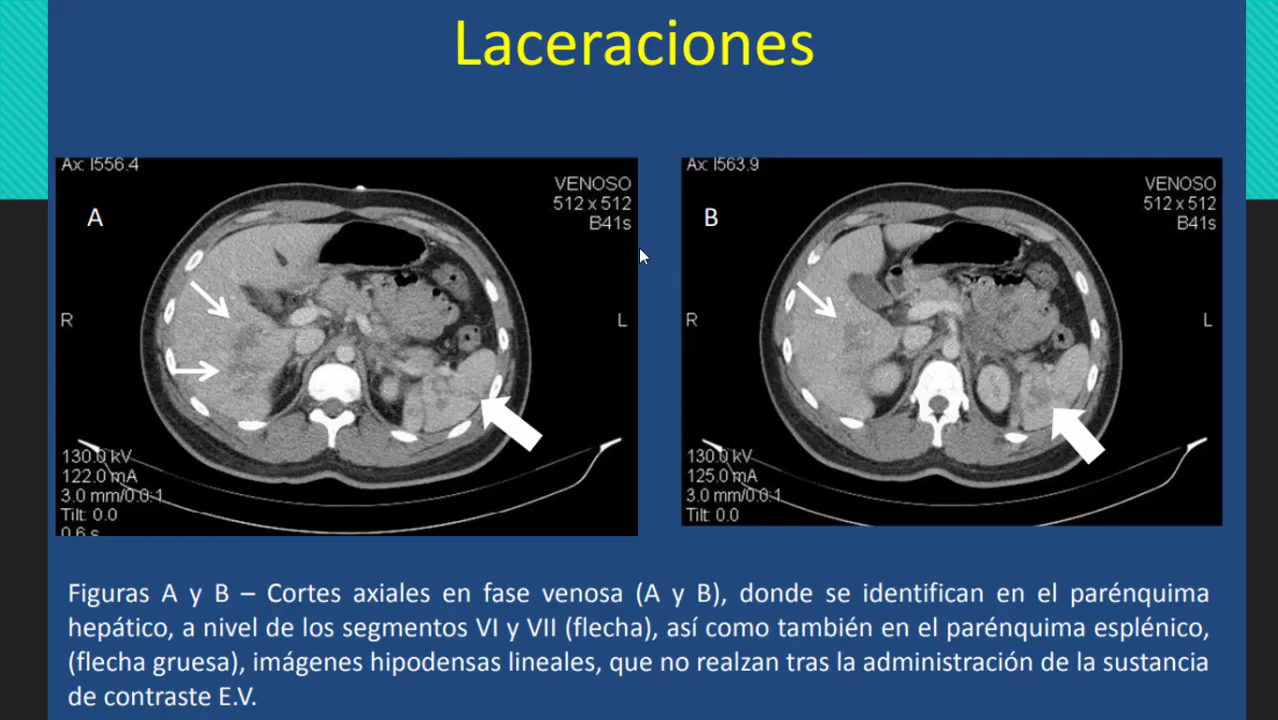 Laceraciones
Ax: I556.4
VENOSO
512 x 512
B41s
A
R
L
130.0 kV
122.0 mA
3.0 mm/0.0:1
Tilt: 0.0
0.6 s
Ax: I563.9
VENOSO
512 x 512
B41s
B
R
L
130.0 kV
125.0 mA
3.0 mm/0.0:1
Tilt: 0.0
Figuras A y B – Cortes axiales en fase venosa (A y B), donde se identifican en el parénquima
hepático, a nivel de los segmentos VI y VII (flecha), así como también en el parénquima esplénico,
(flecha gruesa), imágenes hipodensas lineales, que no realzan tras la administración de la sustancia
de contraste E.V.